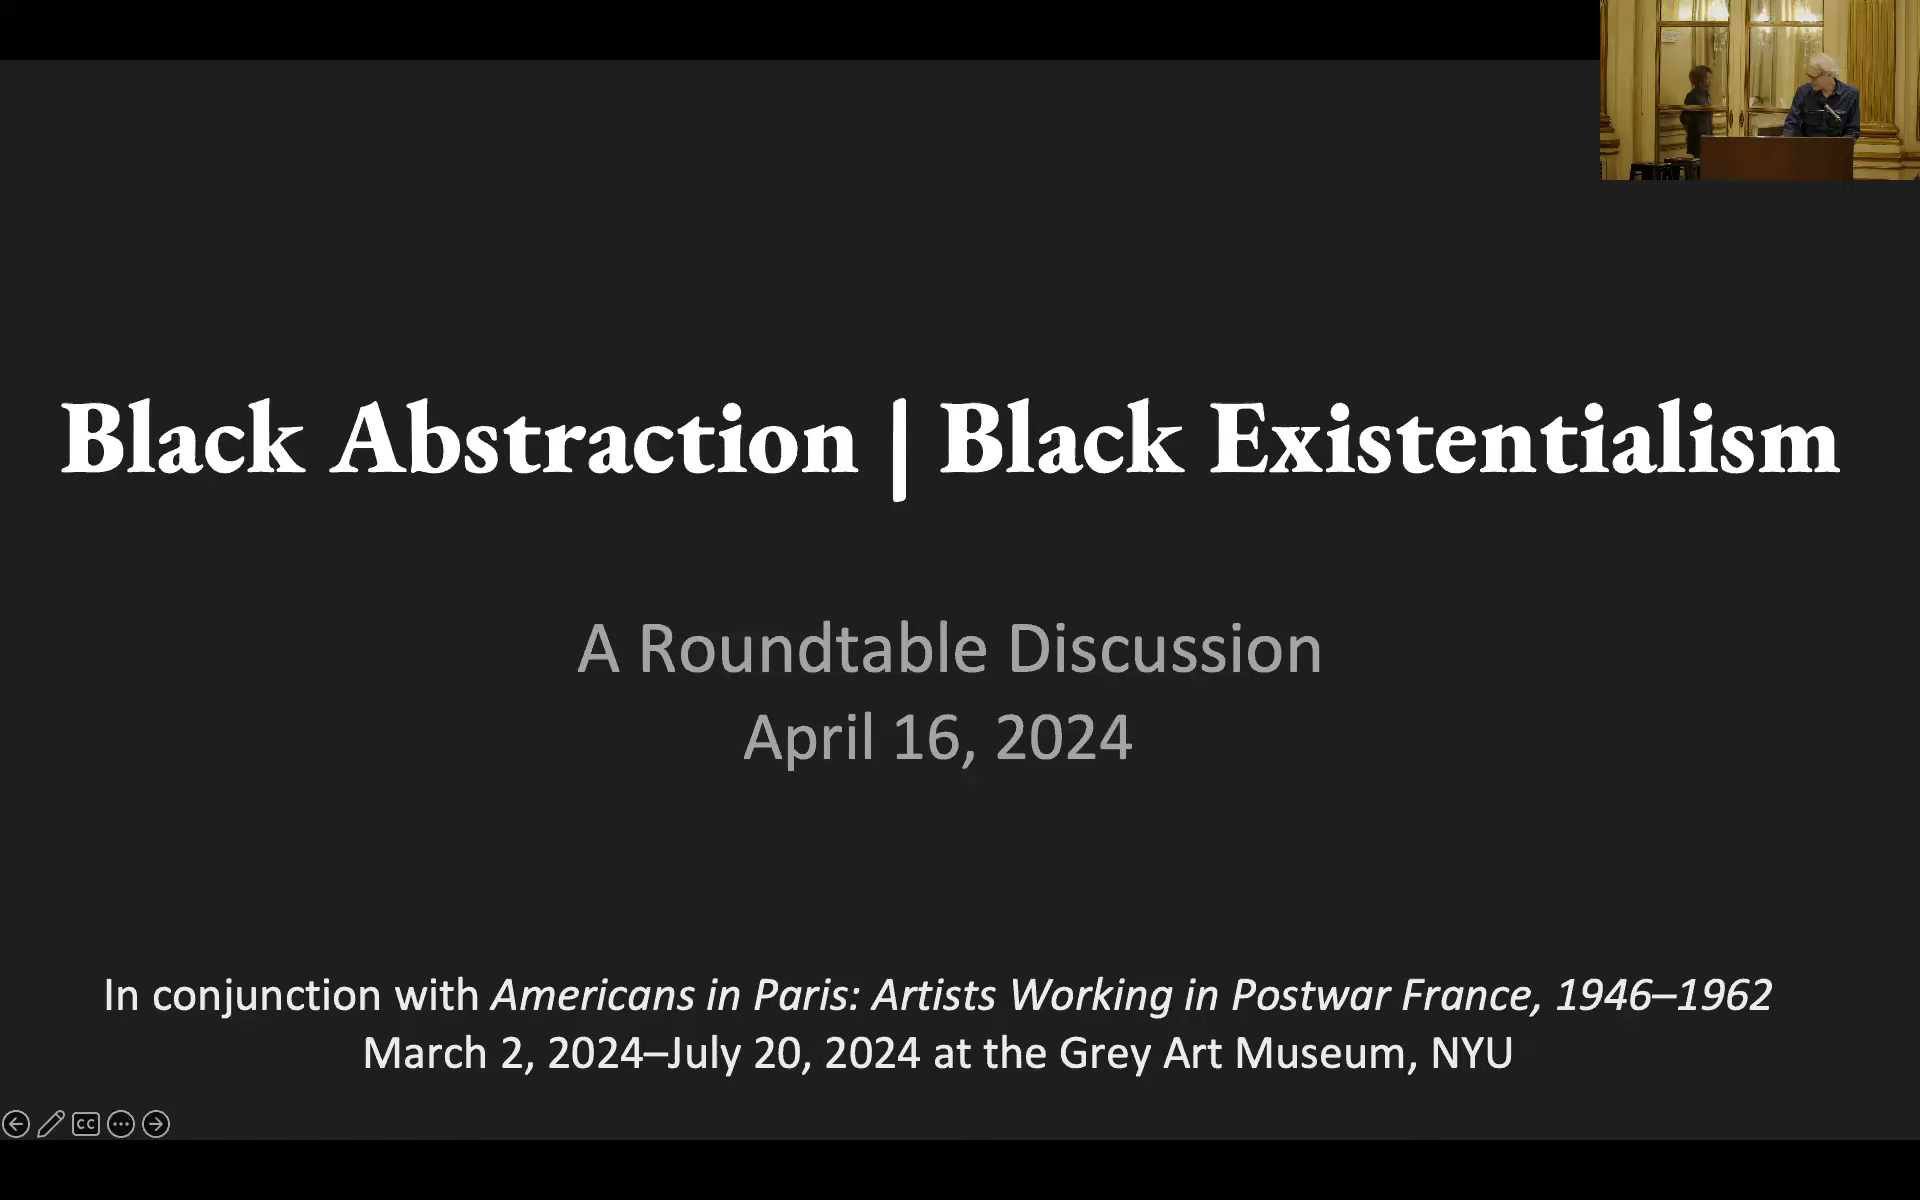 Black Abstraction | Black Existentialism
A Roundtable Discussion
April 16, 2024
In conjunction with Americans in Paris: Artists Working in Postwar France, 1946–1962
March 2, 2024–July 20, 2024 at the Grey Art Museum, NYU
CC